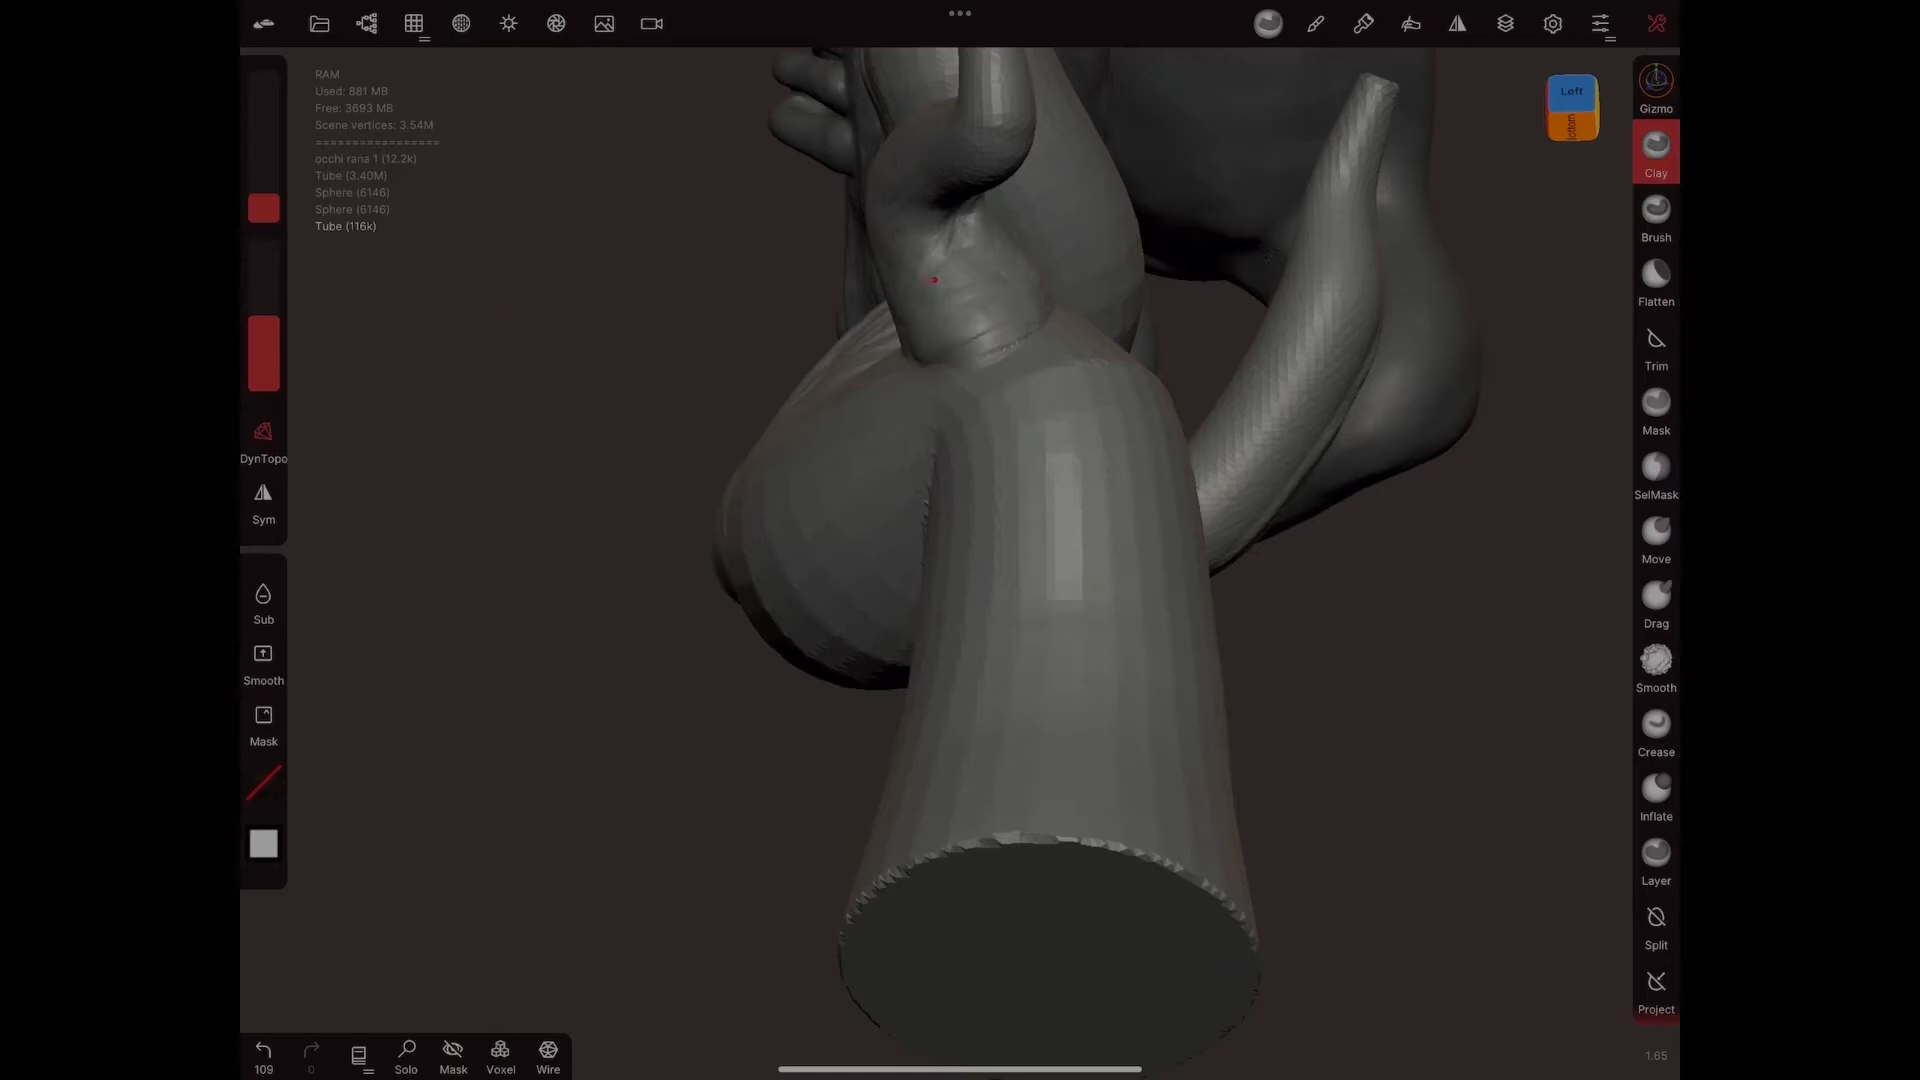 RAM
Used: 881 MB
Free: 3693 MB
Scene vertices: 3.54M
=================
occhi rana 1 (12.2k)
Tube (3.40M)
Sphere (6146)
Sphere (6146)
Tube (116k)
DynTopo
Sym
Sub
Smooth
Mask
109
0
Solo
Mask
Voxel
Wire
Left
Bottom
Gizmo
Clay
Brush
Flatten
Trim
Mask
SelMask
Move
Drag
Smooth
Crease
Inflate
Layer
Split
Project
1.65